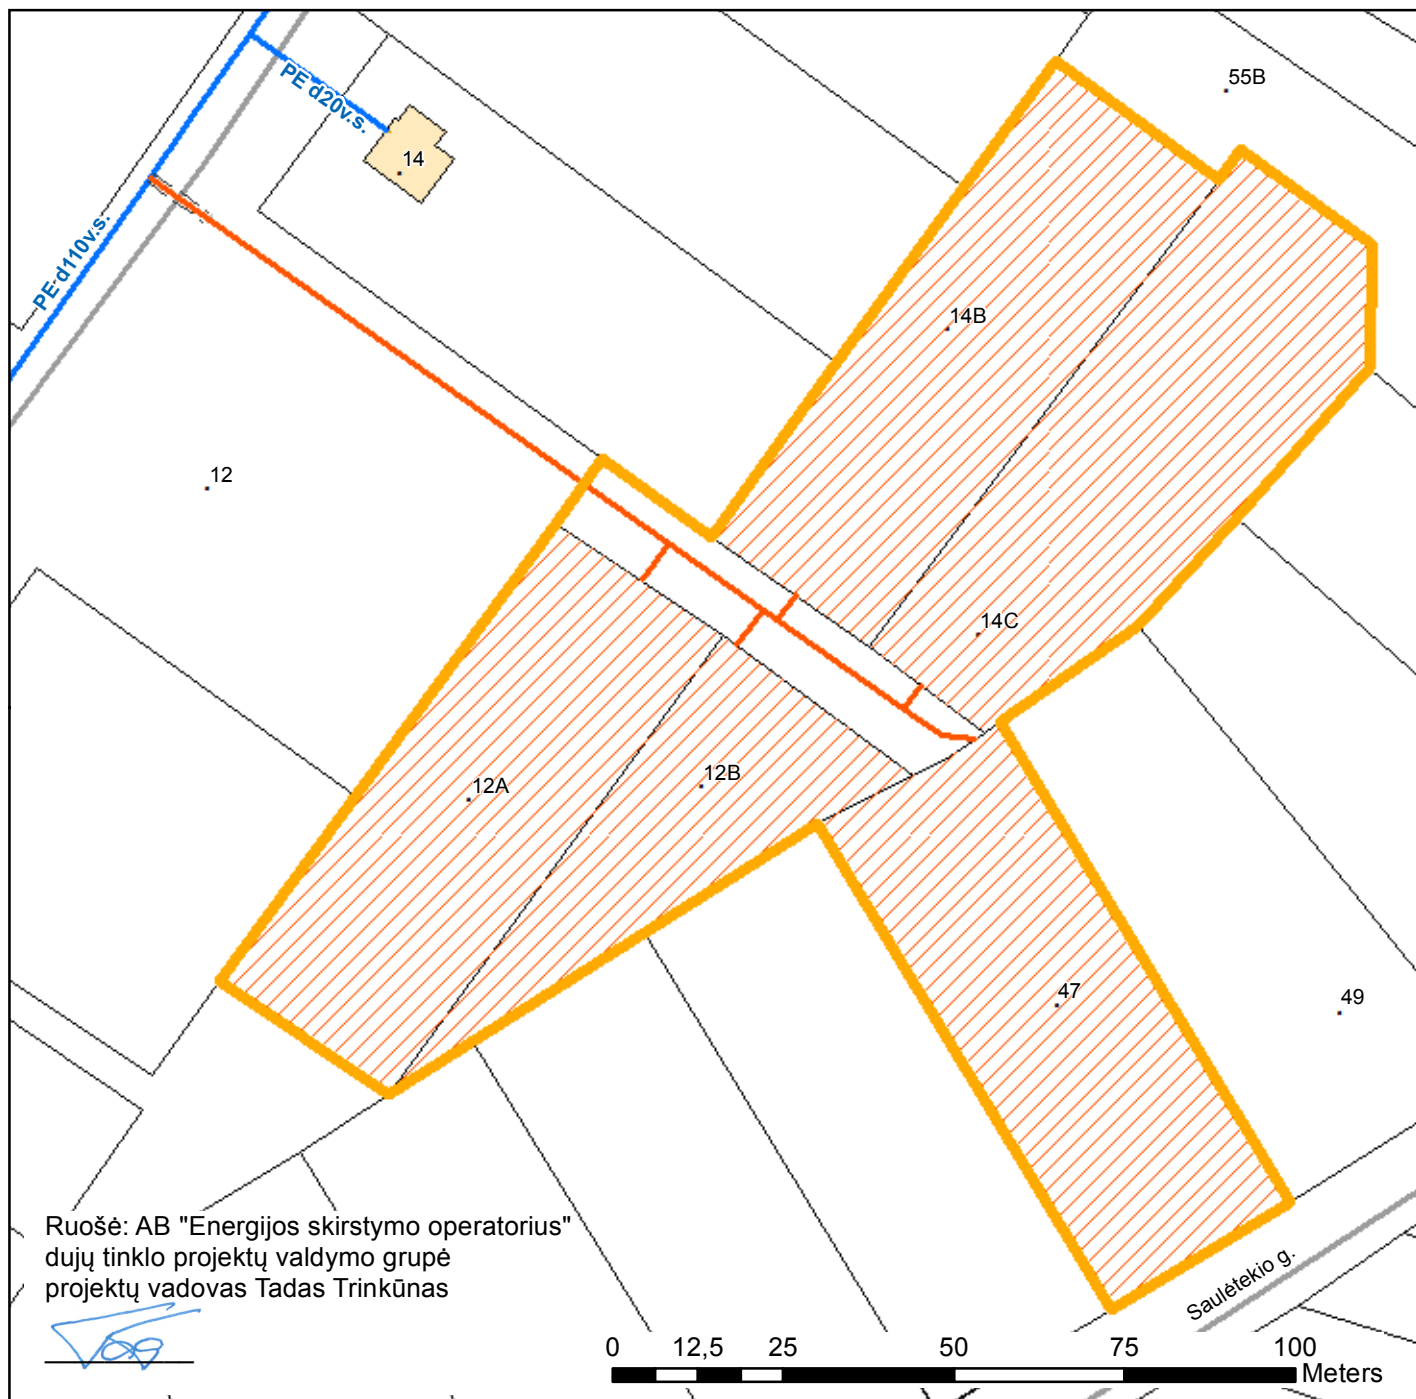 55B
PE d20v.s.
14
PE d110v.s.
14B
12
14C
12B
12A
47
49
Ruošė: AB "Energijos skirstymo operatorius"
dujų tinklo projektų valdymo grupė
projektų vadovas Tadas Trinkūnas
Saulėtekio g.
0 12,5 25 50 75 100
Meters